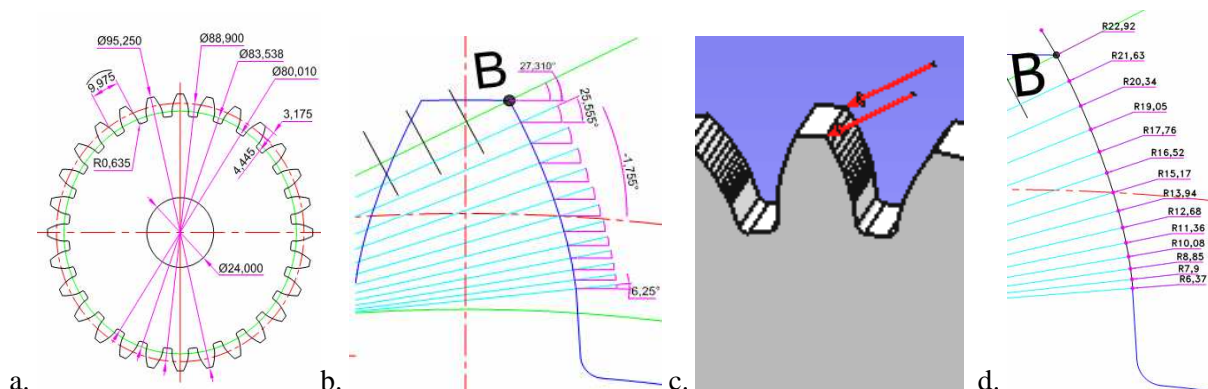 Ø95,250
Ø88,900
Ø83,538
Ø80,010
9,975
3,175
R0,635
4,445
Ø24,000
a.
B
27,310°
25,555°
-1,755°
6,25°
b.
c.
B
R22,92
R21,63
R20,34
R19,05
R17,76
R16,52
R15,17
R13,94
R12,68
R11,36
R10,08
R8,85
R7,9
R6,37
d.